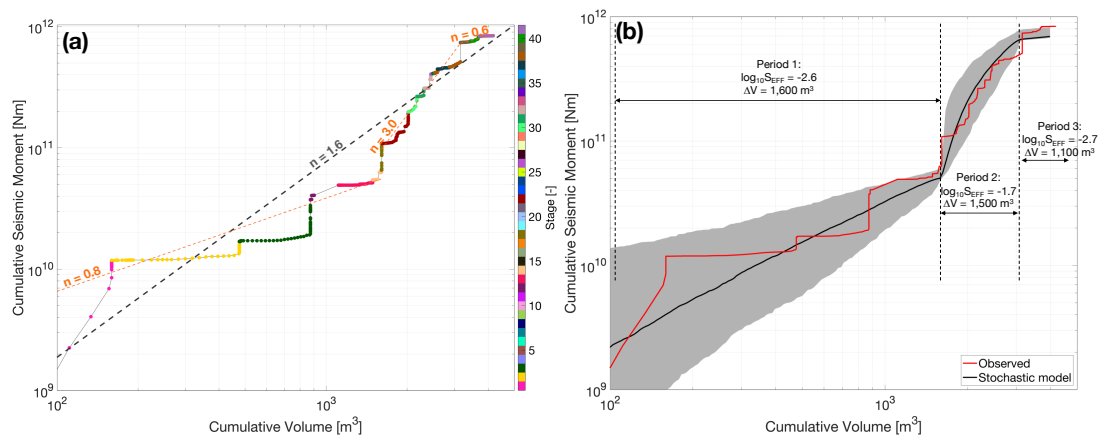 (a)
Cumulative Seismic Moment [Nm]
10^12
10^11
10^10
10^9
n = 0.6
n = 3.0
n = 1.6
n = 0.8
10^2
10^3
Cumulative Volume [m^3]
40
35
30
25
20
15
10
5
Stage [-]
(b)
Cumulative Seismic Moment [Nm]
10^12
10^11
10^10
10^9
Period 1:
log10S_EFF = -2.6
ΔV = 1,600 m^3
Period 3:
log10S_EFF = -2.7
ΔV = 1,100 m^3
Period 2:
log10S_EFF = -1.7
ΔV = 1,500 m^3
Observed
Stochastic model
10^2
10^3
Cumulative Volume [m^3]